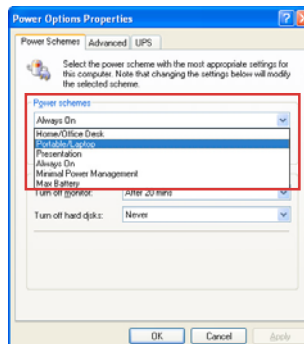 Power Options Properties
Power Schemes Advanced UPS
Select the power scheme with the most appropriate settings for
this computer. Note that changing the settings below will modify
the selected scheme.
Power schemes
Always On
Home/Office Desk
Portable/Laptop
Presentation
Always On
Minimal Power Management
Max Battery
Turn off monitor: After 20 mins
Turn off hard disks: Never
OK Cancel Apply